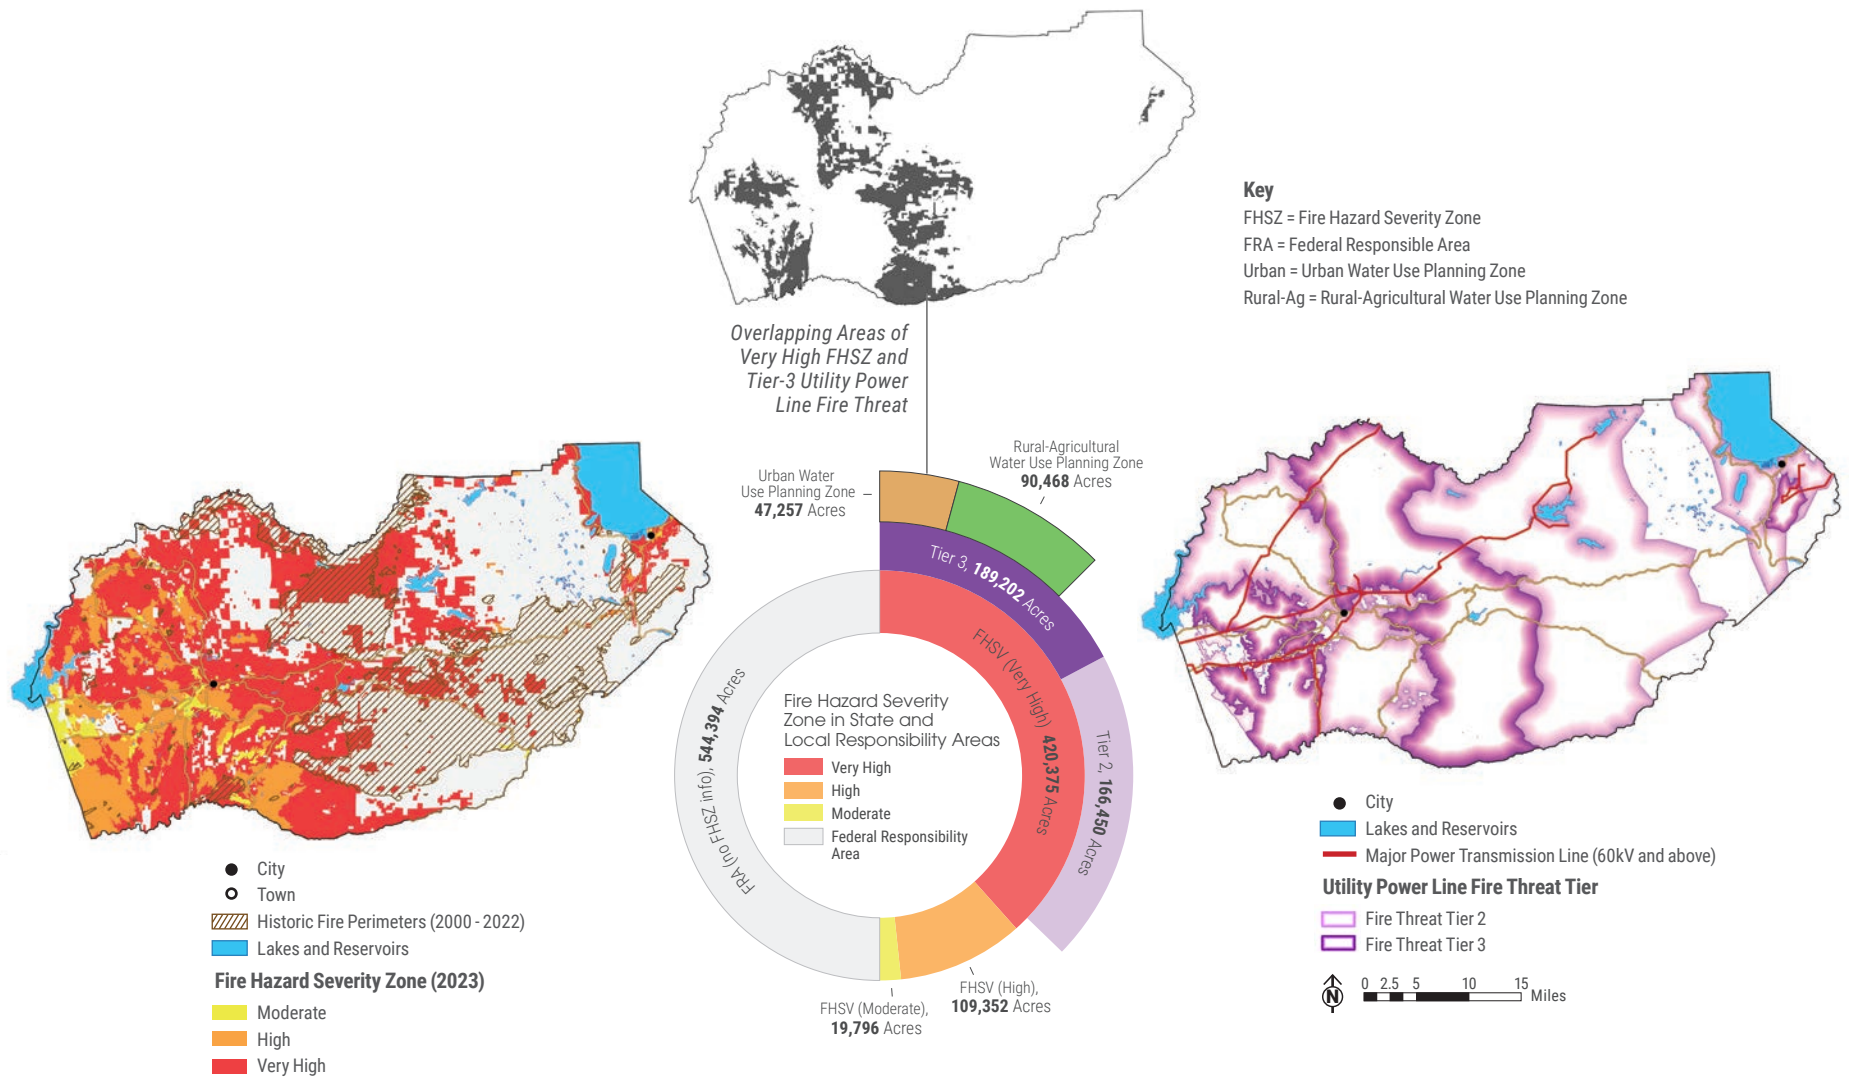 Key
FHSZ = Fire Hazard Severity Zone
FRA = Federal Responsible Area
Urban = Urban Water Use Planning Zone
Rural-Ag = Rural-Agricultural Water Use Planning Zone
Overlapping Areas of
Very High FHSZ and
Tier-3 Utility Power
Line Fire Threat
Urban Water
Use Planning Zone
47,257 Acres
Rural-Agricultural
Water Use Planning Zone
90,468 Acres
Tier 3, 189,202 Acres
FHSV (Very High) 420,375 Acres
Tier 2, 166,450 Acres
FRA (no FHSZ info), 544,394 Acres
Fire Hazard Severity
Zone in State and
Local Responsibility Areas
Very High
High
Moderate
Federal Responsibility
Area
FHSV (High),
109,352 Acres
FHSV (Moderate),
19,796 Acres
City
Town
Historic Fire Perimeters (2000 - 2022)
Lakes and Reservoirs
Fire Hazard Severity Zone (2023)
Moderate
High
Very High
City
Lakes and Reservoirs
Major Power Transmission Line (60kV and above)
Utility Power Line Fire Threat Tier
Fire Threat Tier 2
Fire Threat Tier 3
N
0 2.5 5 10 15
Miles